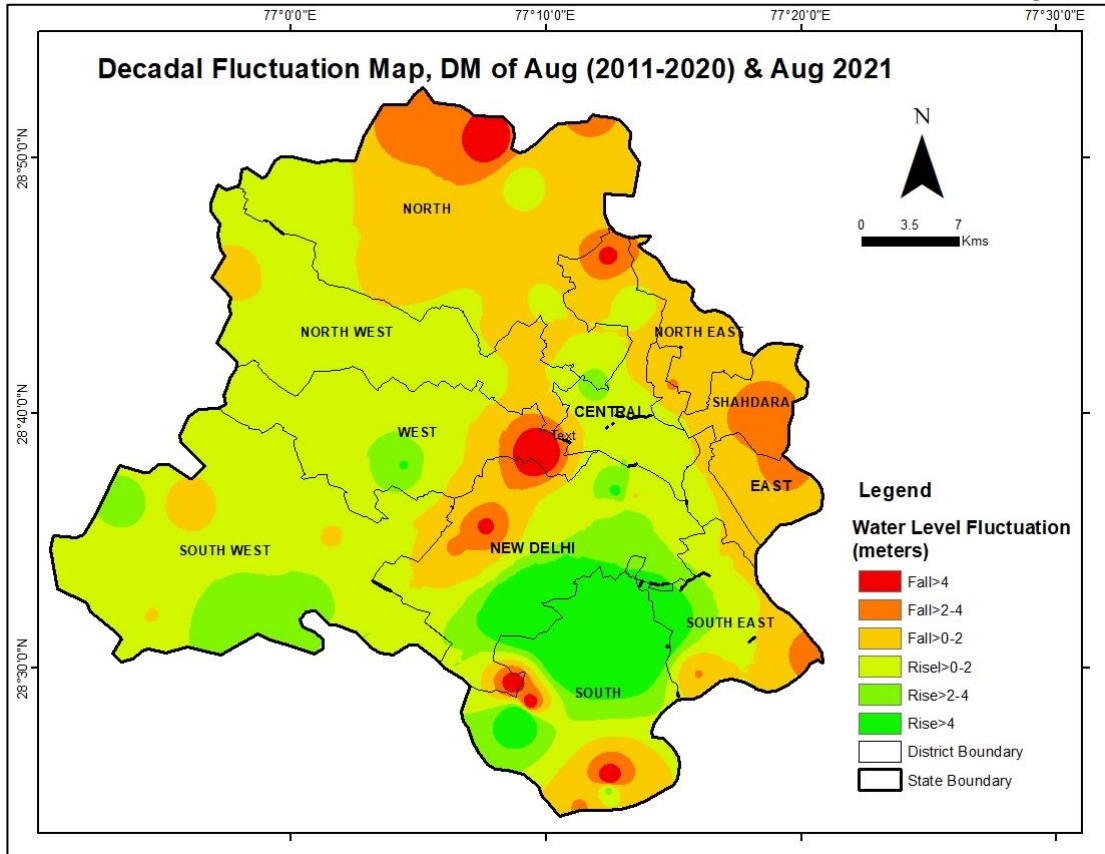 77°0'0"E
77°10'0"E
77°20'0"E
77°30'0"E
Decadal Fluctuation Map, DM of Aug (2011-2020) & Aug 2021
N
0 3.5 7
Kms
28°50'0"N
28°40'0"N
28°30'0"N
NORTH
NORTH WEST
NORTH EAST
SHAHDARA
CENTRAL
WEST
Text
EAST
SOUTH WEST
NEW DELHI
SOUTH EAST
SOUTH
Legend
Water Level Fluctuation
(meters)
Fall>4
Fall>2-4
Fall>0-2
Risel>0-2
Rise>2-4
Rise>4
District Boundary
State Boundary